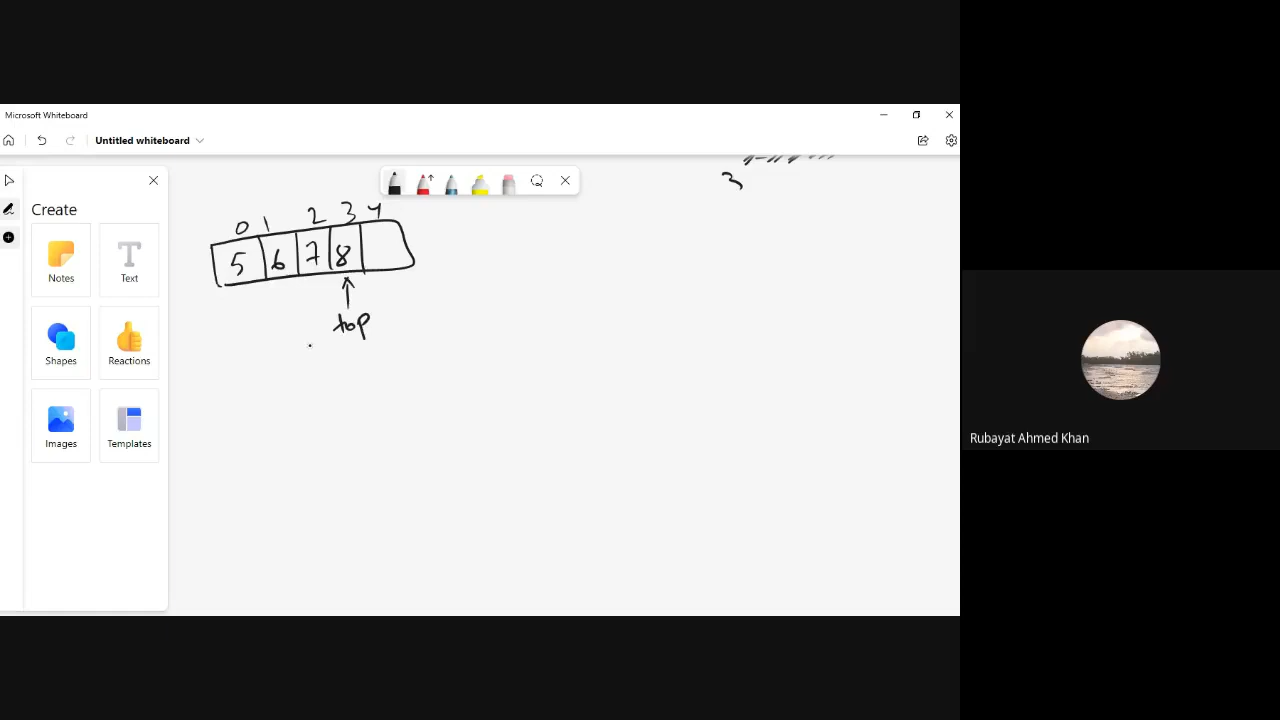 Microsoft Whiteboard
Untitled whiteboard
3
Create
Notes
Text
Shapes
Reactions
Images
Templates
0 1 2 3 4
5 6 7 8
top
Rubayat Ahmed Khan